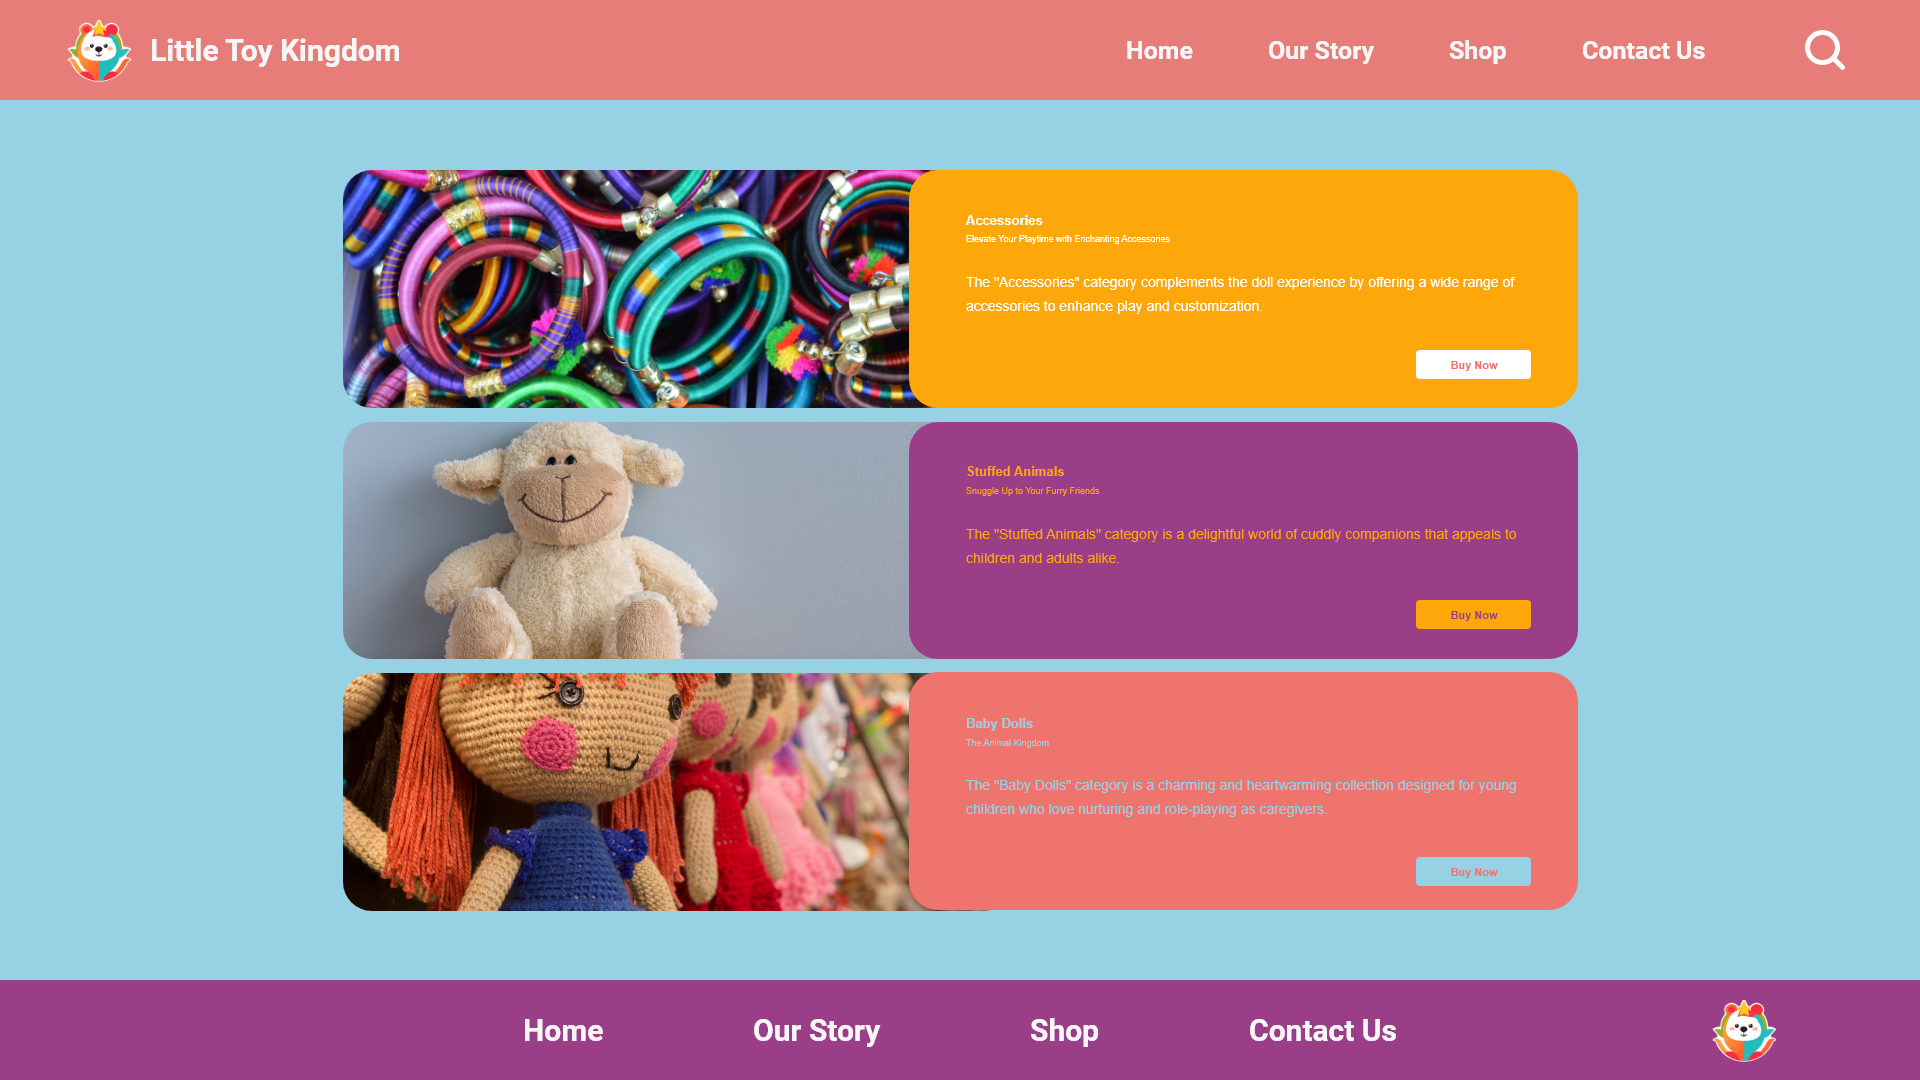 Little Toy Kingdom
Home
Our Story
Shop
Contact Us
Accessories
Elevate Your Playtime with Enchanting Accessories
The "Accessories" category complements the doll experience by offering a wide range of
accessories to enhance play and customization.
Buy Now
Stuffed Animals
Snuggle Up to Your Furry Friends
The "Stuffed Animals" category is a delightful world of cuddly companions that appeals to
children and adults alike.
Buy Now
Baby Dolls
The Animal Kingdom
The "Baby Dolls" category is a charming and heartwarming collection designed for young
children who love nurturing and role-playing as caregivers.
Buy Now
Home
Our Story
Shop
Contact Us